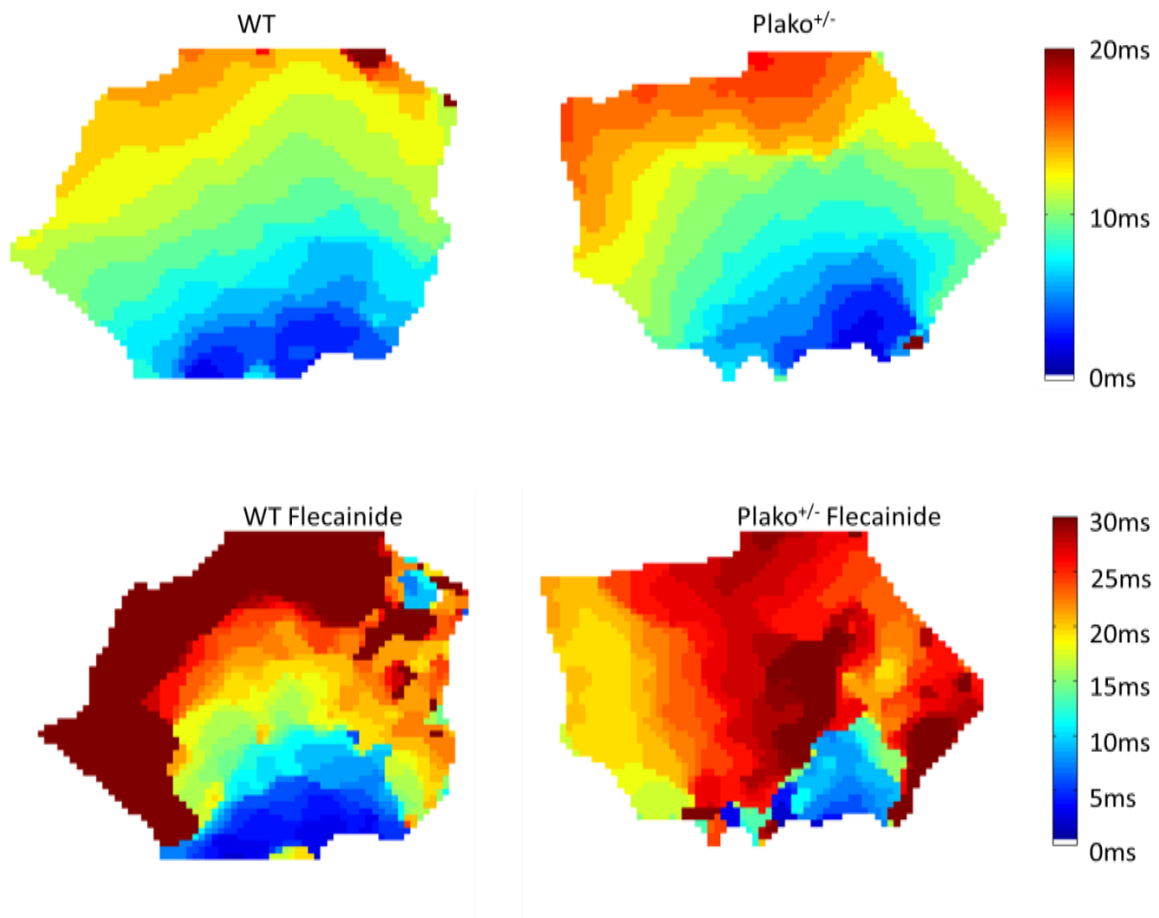 WT
Plako+/-
20ms
10ms
0ms
WT Flecainide
Plako+/- Flecainide
30ms
25ms
20ms
15ms
10ms
5ms
0ms